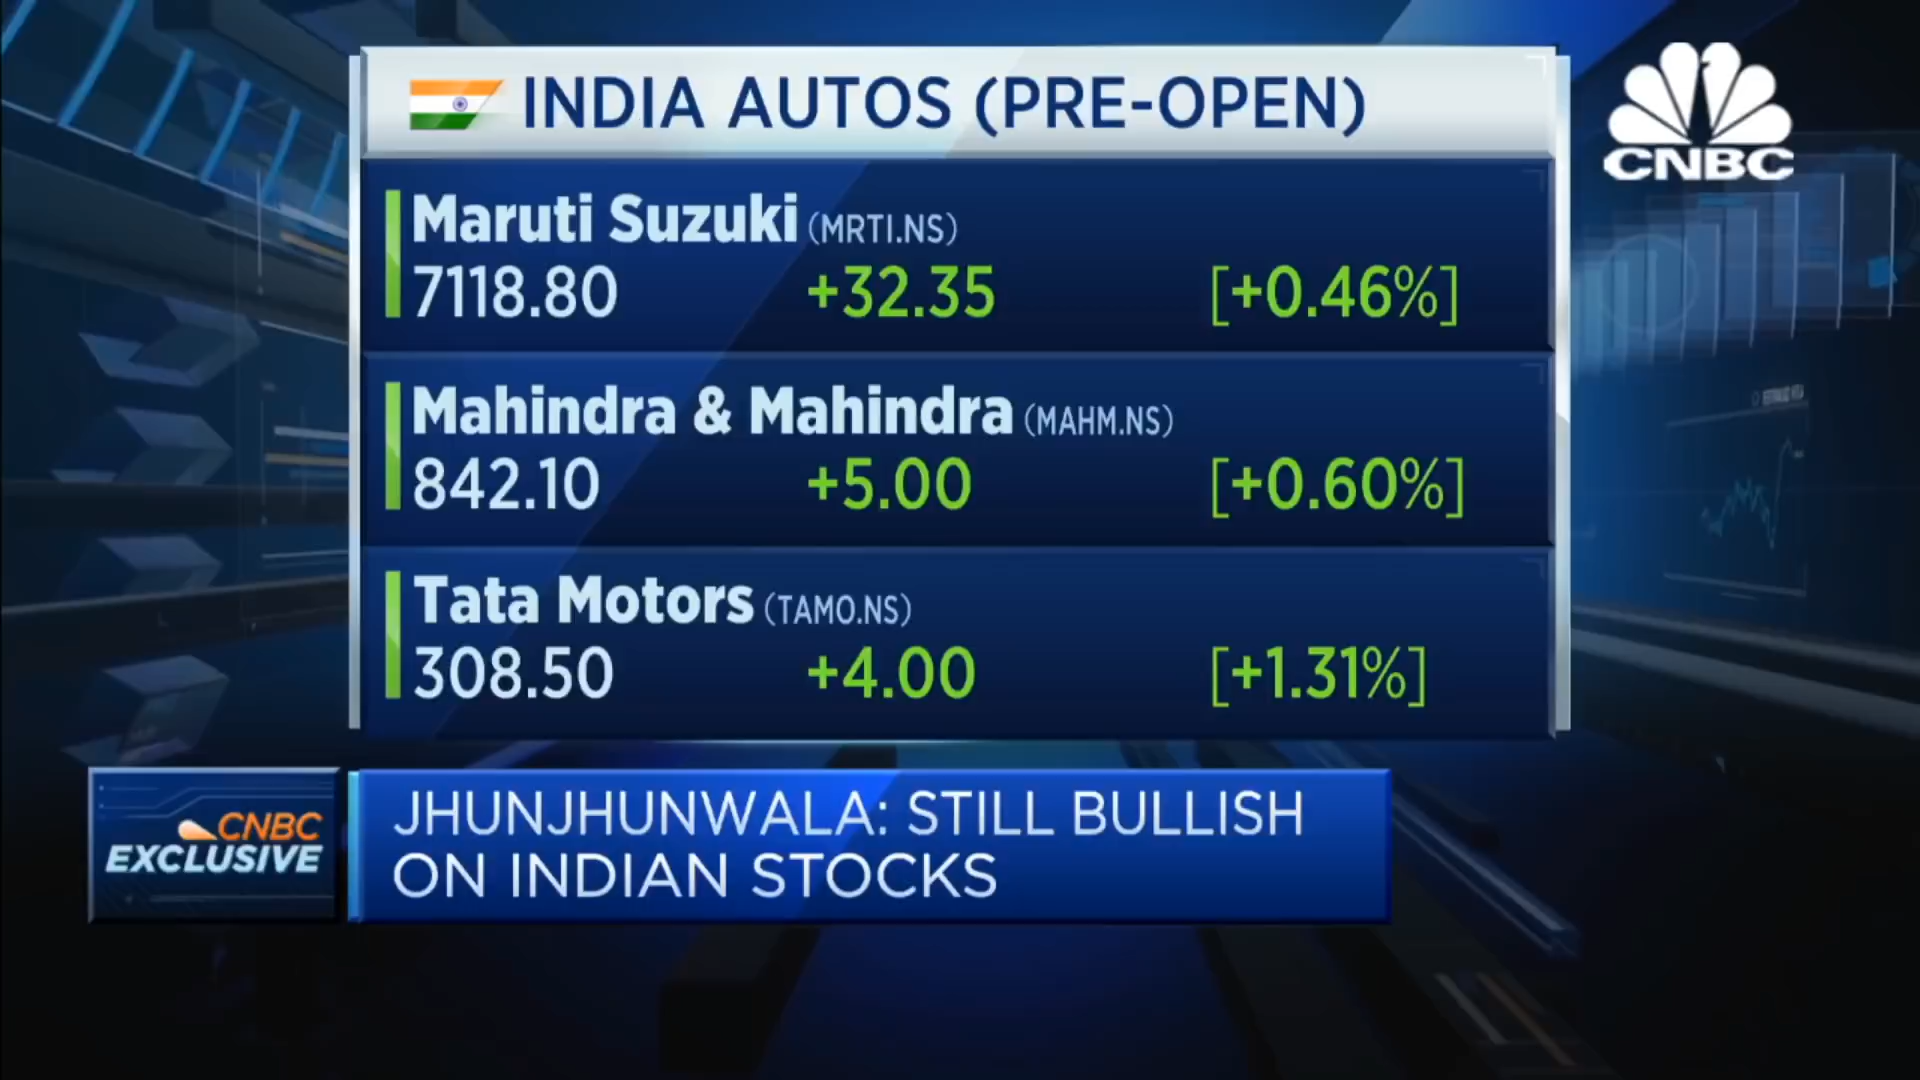 INDIA AUTOS (PRE-OPEN)
CNBC
Maruti Suzuki (MRTI.NS)
7118.80 +32.35 [+0.46%]
Mahindra & Mahindra (MAHM.NS)
842.10 +5.00 [+0.60%]
Tata Motors (TAMO.NS)
308.50 +4.00 [+1.31%]
CNBC
EXCLUSIVE
JHUNJHUNWALA: STILL BULLISH
ON INDIAN STOCKS